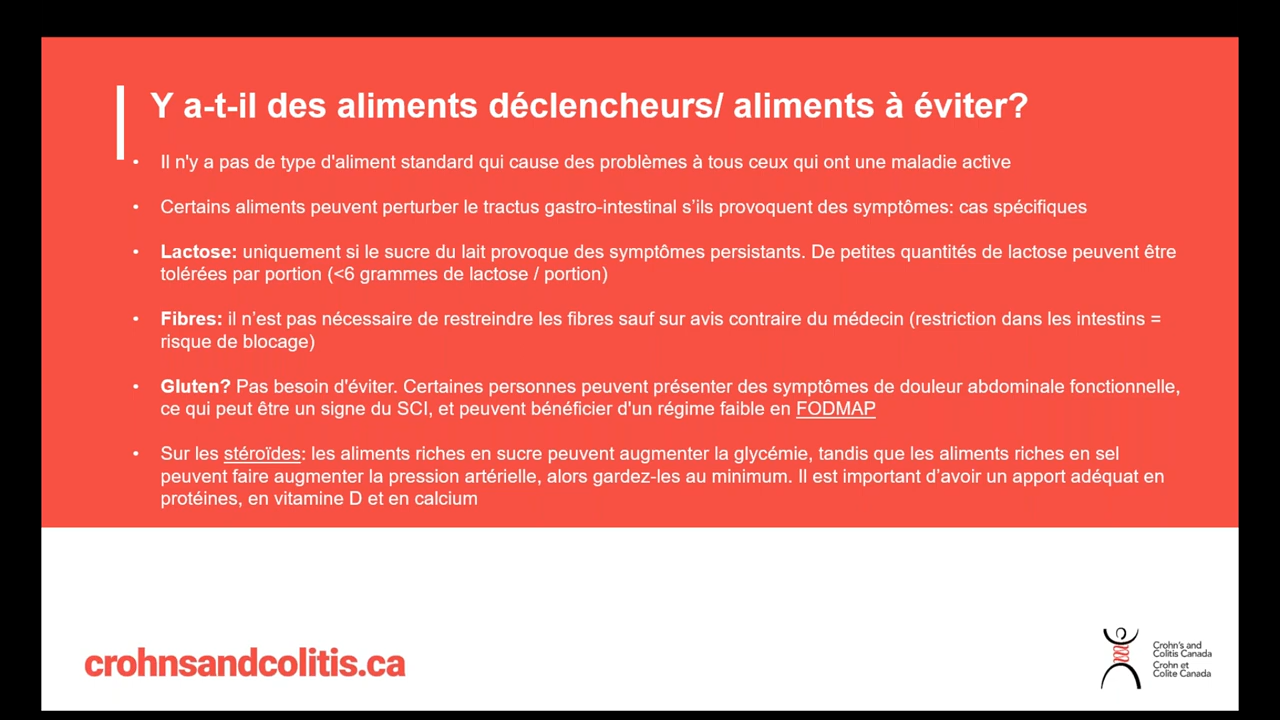 Y a-t-il des aliments déclencheurs/ aliments à éviter?
• Il n'y a pas de type d'aliment standard qui cause des problèmes à tous ceux qui ont une maladie active
• Certains aliments peuvent perturber le tractus gastro-intestinal s’ils provoquent des symptômes: cas spécifiques
• Lactose: uniquement si le sucre du lait provoque des symptômes persistants. De petites quantités de lactose peuvent être
tolérées par portion (<6 grammes de lactose / portion)
• Fibres: il n’est pas nécessaire de restreindre les fibres sauf sur avis contraire du médecin (restriction dans les intestins =
risque de blocage)
• Gluten? Pas besoin d'éviter. Certaines personnes peuvent présenter des symptômes de douleur abdominale fonctionnelle,
ce qui peut être un signe du SCI, et peuvent bénéficier d'un régime faible en FODMAP
• Sur les stéroïdes: les aliments riches en sucre peuvent augmenter la glycémie, tandis que les aliments riches en sel
peuvent faire augmenter la pression artérielle, alors gardez-les au minimum. Il est important d’avoir un apport adéquat en
protéines, en vitamine D et en calcium
crohnsandcolitis.ca
Crohn's and
Colitis Canada
Crohn et
Colite Canada